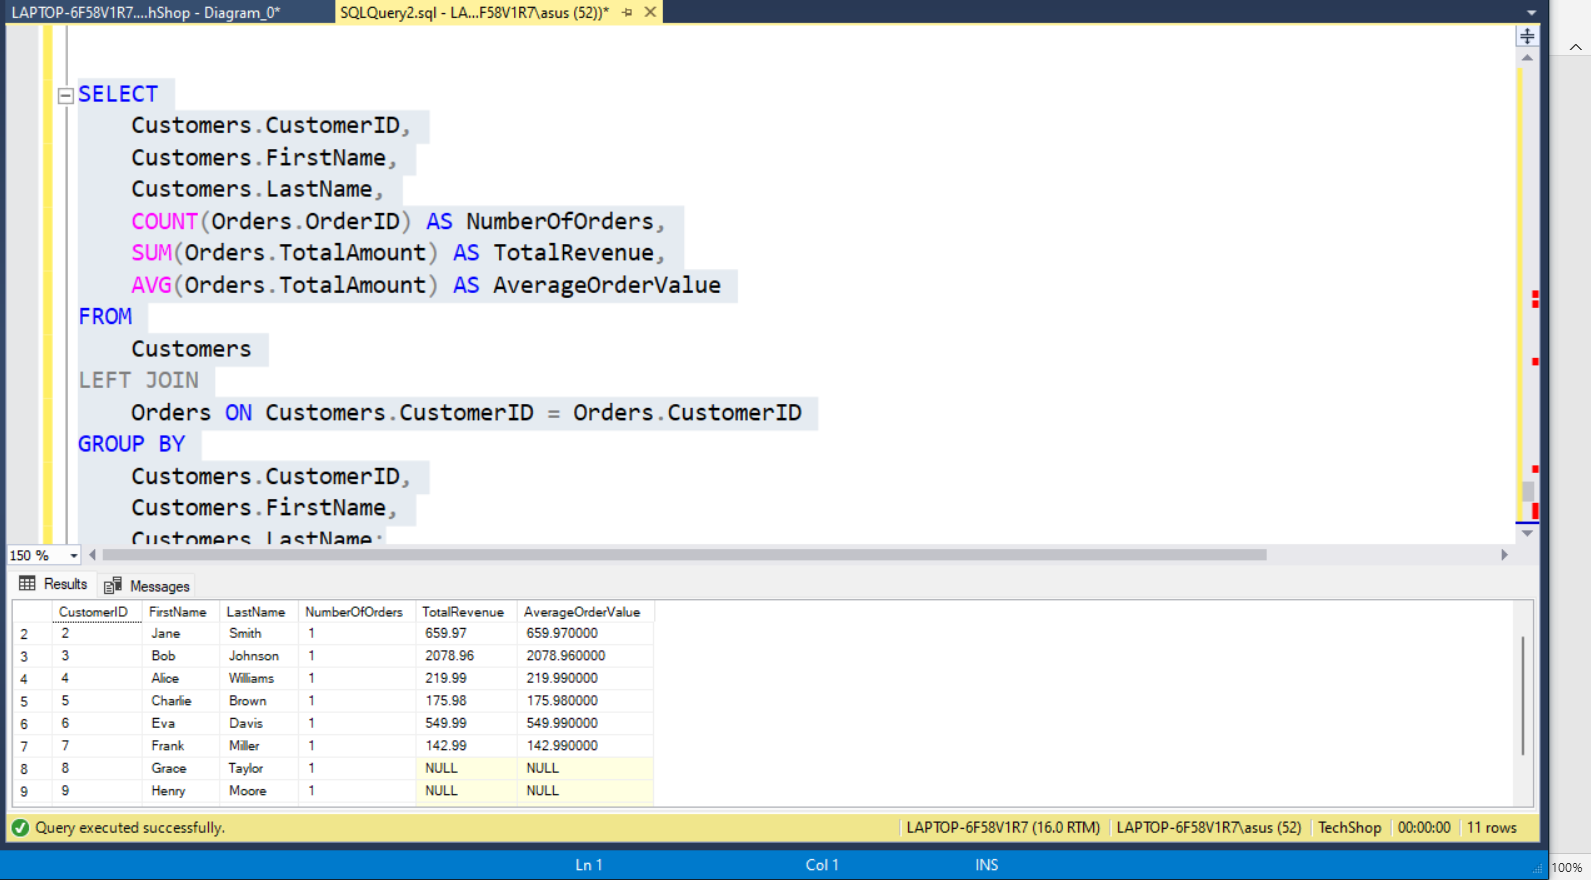 LAPTOP-6F58V1R7....hShop - Diagram_0*
SQLQuery2.sql - LA...F58V1R7\asus (52))*
SELECT
Customers.CustomerID,
Customers.FirstName,
Customers.LastName,
COUNT(Orders.OrderID) AS NumberOfOrders,
SUM(Orders.TotalAmount) AS TotalRevenue,
AVG(Orders.TotalAmount) AS AverageOrderValue
FROM
Customers
LEFT JOIN
Orders ON Customers.CustomerID = Orders.CustomerID
GROUP BY
Customers.CustomerID,
Customers.FirstName,
Customers.LastName;
150 %
Results Messages
CustomerID FirstName LastName NumberOfOrders TotalRevenue AverageOrderValue
2 2 Jane Smith 1 659.97 659.970000
3 3 Bob Johnson 1 2078.96 2078.960000
4 4 Alice Williams 1 219.99 219.990000
5 5 Charlie Brown 1 175.98 175.980000
6 6 Eva Davis 1 549.99 549.990000
7 7 Frank Miller 1 142.99 142.990000
8 8 Grace Taylor 1 NULL NULL
9 9 Henry Moore 1 NULL NULL
Query executed successfully. LAPTOP-6F58V1R7 (16.0 RTM) LAPTOP-6F58V1R7\asus (52) TechShop 00:00:00 11 rows
Ln 1 Col 1 INS
100%